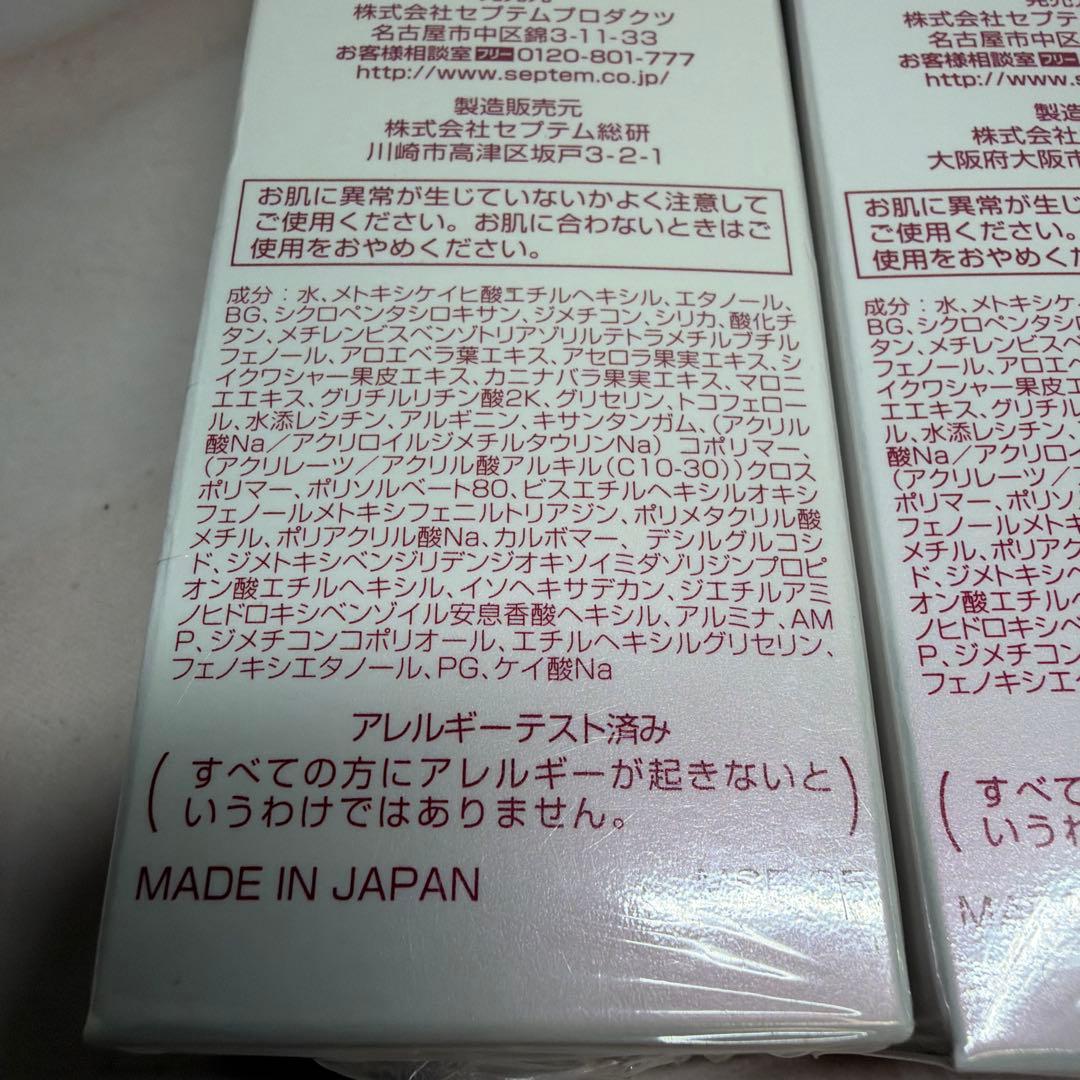 株式会社セプテムプロダクツ
名古屋市中区錦3-11-33
お客様相談室 フリー 0120-801-777
http://www.septem.co.jp/
製造販売元
株式会社セプテム総研
川崎市高津区坂戸3-2-1
お肌に異常が生じていないかよく注意して
ご使用ください。お肌に合わないときはご
使用をおやめください。
成分：水、メトキシケイヒ酸エチルヘキシル、エタノール、
BG、シクロペンタシロキサン、ジメチコン、シリカ、酸化チ
タン、メチレンビスベンゾトリアゾリルテトラメチルブチル
フェノール、アロエベラ葉エキス、アセロラ果実エキス、シ
イクワシャー果皮エキス、カニナバラ果実エキス、マロニ
エエキス、グリチルリチン酸2K、グリセリン、トコフェロー
ル、水添レシチン、アルギニン、キサンタンガム、（アクリル
酸Na／アクリロイルジメチルタウリンNa）コポリマー、
（アクリレーツ／アクリル酸アルキル（C10-30））クロス
ポリマー、ポリソルベート80、ビスエチルヘキシルオキシ
フェノールメトキシフェニルトリアジン、ポリメタクリル酸
メチル、ポリアクリル酸Na、カルボマー、デシルグルコシ
ド、ジメトキシベンジリデンジオキソイミダゾリジンプロピ
オン酸エチルヘキシル、イソヘキサデカン、ジエチルアミ
ノヒドロキシベンゾイル安息香酸ヘキシル、アルミナ、AM
P、ジメチコンコポリオール、エチルヘキシルグリセリン、
フェノキシエタノール、PG、ケイ酸Na
アレルギーテスト済み
（すべての方にアレルギーが起きないと
いうわけではありません。）
MADE IN JAPAN
株式会社セプテム
名古屋市中区
お客様相談室 フリー
http://www.s
製造
株式会社
大阪府大阪市
お肌に異常が生じ
ご使用ください。
使用をおやめくだ
成分：水、メトキシケイ
BG、シクロペンタシロ
タン、メチレンビスベ
フェノール、アロエ
イクワシャー果皮エ
エエキス、グリチル
ル、水添レシチン、
酸Na／アクリロイ
（アクリレーツ／
ポリマー、ポリソ
フェノールメト
メチル、ポリアク
ド、ジメトキシベ
オン酸エチル
ノヒドロキシベ
P、ジメチコン
フェノキシエ
（すべて
いうわ